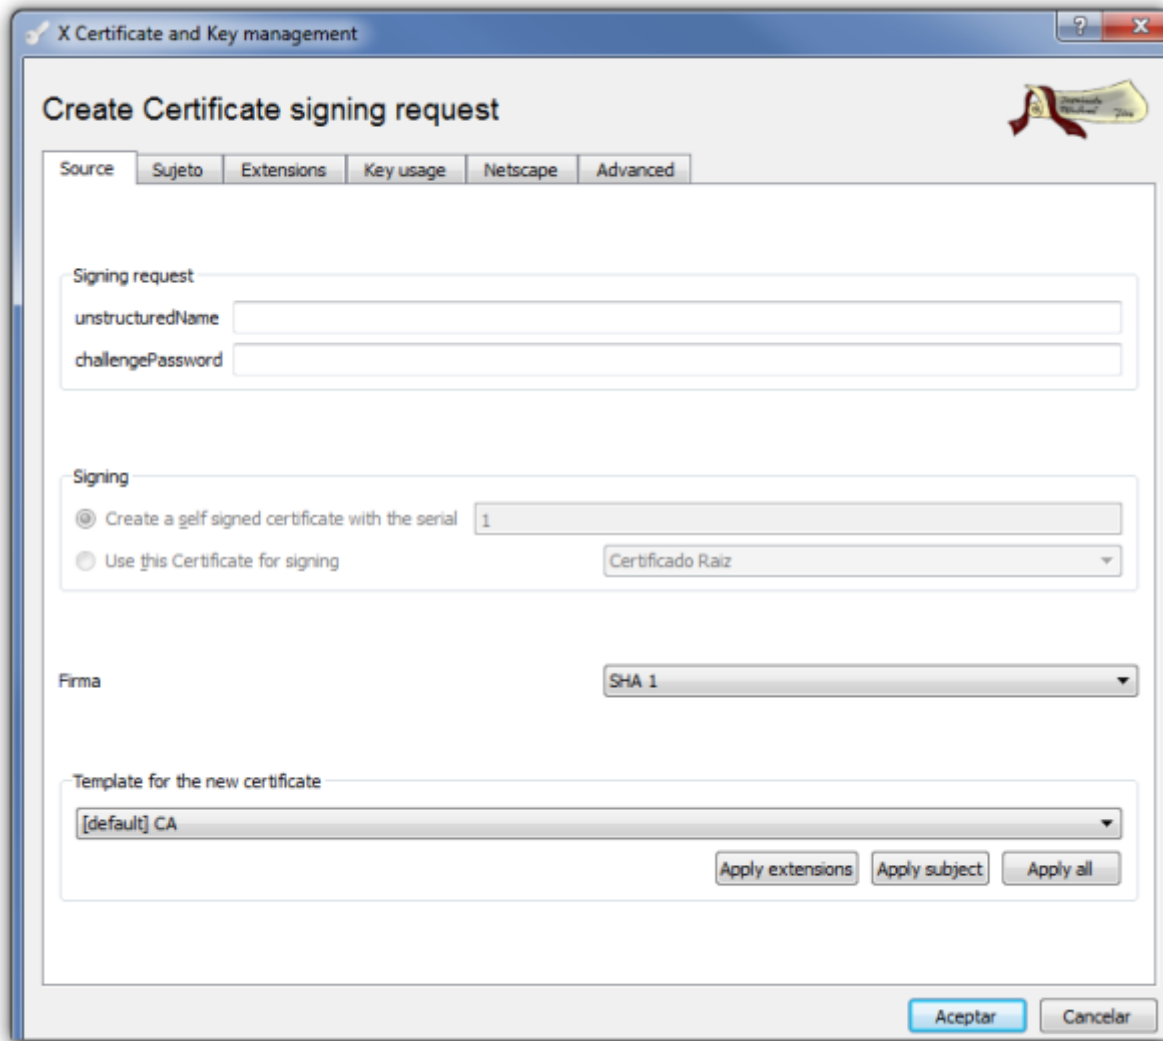 X Certificate and Key management
Create Certificate signing request
Source Sujeto Extensions Key usage Netscape Advanced
Signing request
unstructuredName
challengePassword
Signing
Create a self signed certificate with the serial 1
Use this Certificate for signing Certificado Raiz
Firma SHA 1
Template for the new certificate
[default] CA
Apply extensions Apply subject Apply all
Aceptar Cancelar